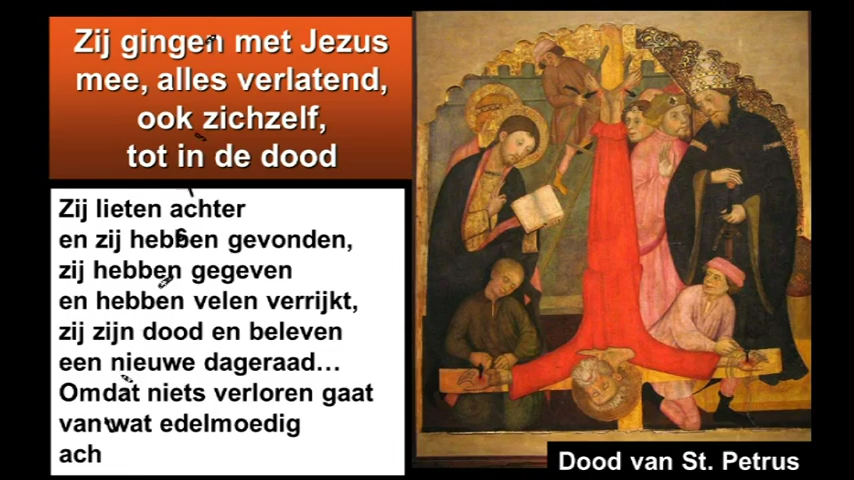 Zij gingen met Jezus
mee, alles verlatend,
ook zichzelf,
tot in de dood
Zij lieten achter
en zij hebben gevonden,
zij hebben gegeven
en hebben velen verrijkt,
zij zijn dood en beleven
een nieuwe dageraad…
Omdat niets verloren gaat
van wat edelmoedig
ach
Dood van St. Petrus